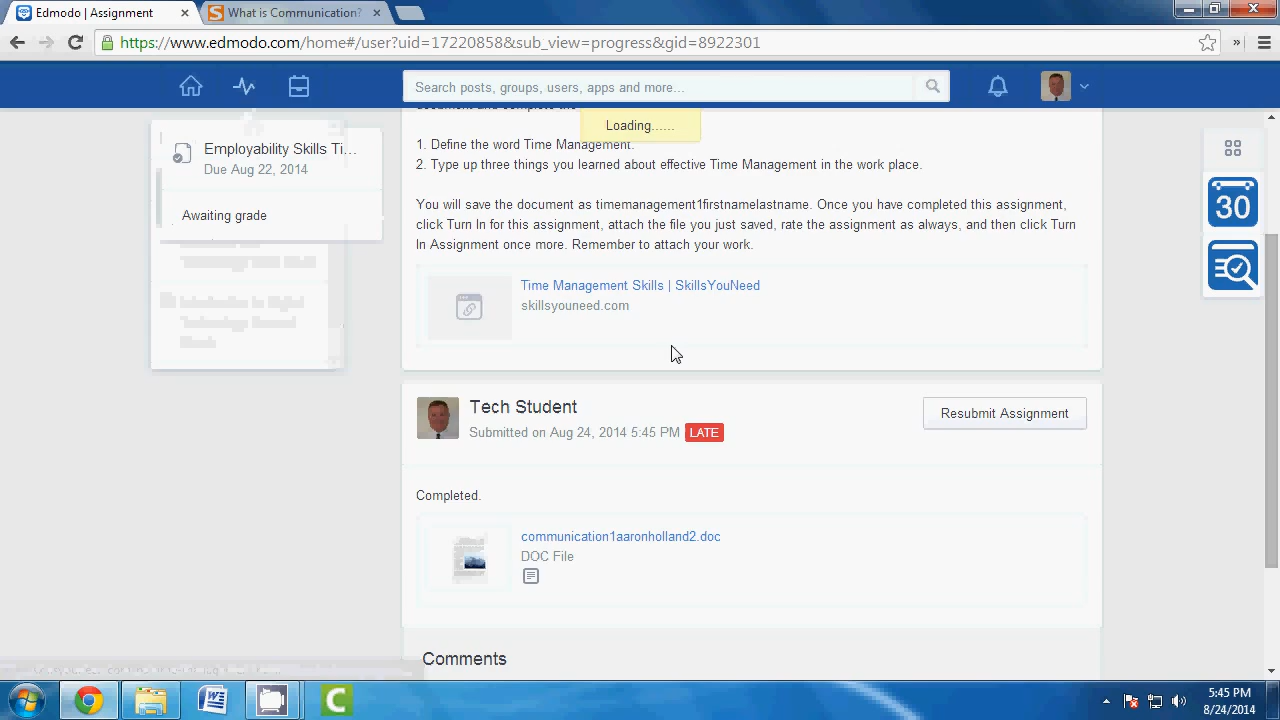 Edmodo | Assignment
What is Communication?
https://www.edmodo.com/home#/user?uid=17220858&sub_view=progress&gid=8922301
Search posts, groups, users, apps and more...
Loading......
Employability Skills Ti...
Due Aug 22, 2014
Awaiting grade
1. Define the word Time Management.
2. Type up three things you learned about effective Time Management in the work place.
You will save the document as timemanagement1firstnamelastname. Once you have completed this assignment,
click Turn In for this assignment, attach the file you just saved, rate the assignment as always, and then click Turn
In Assignment once more. Remember to attach your work.
Time Management Skills | SkillsYouNeed
skillsyouneed.com
30
Tech Student
Submitted on Aug 24, 2014 5:45 PM LATE
Resubmit Assignment
Completed.
communication1aaronholland2.doc
DOC File
Comments
5:45 PM
8/24/2014